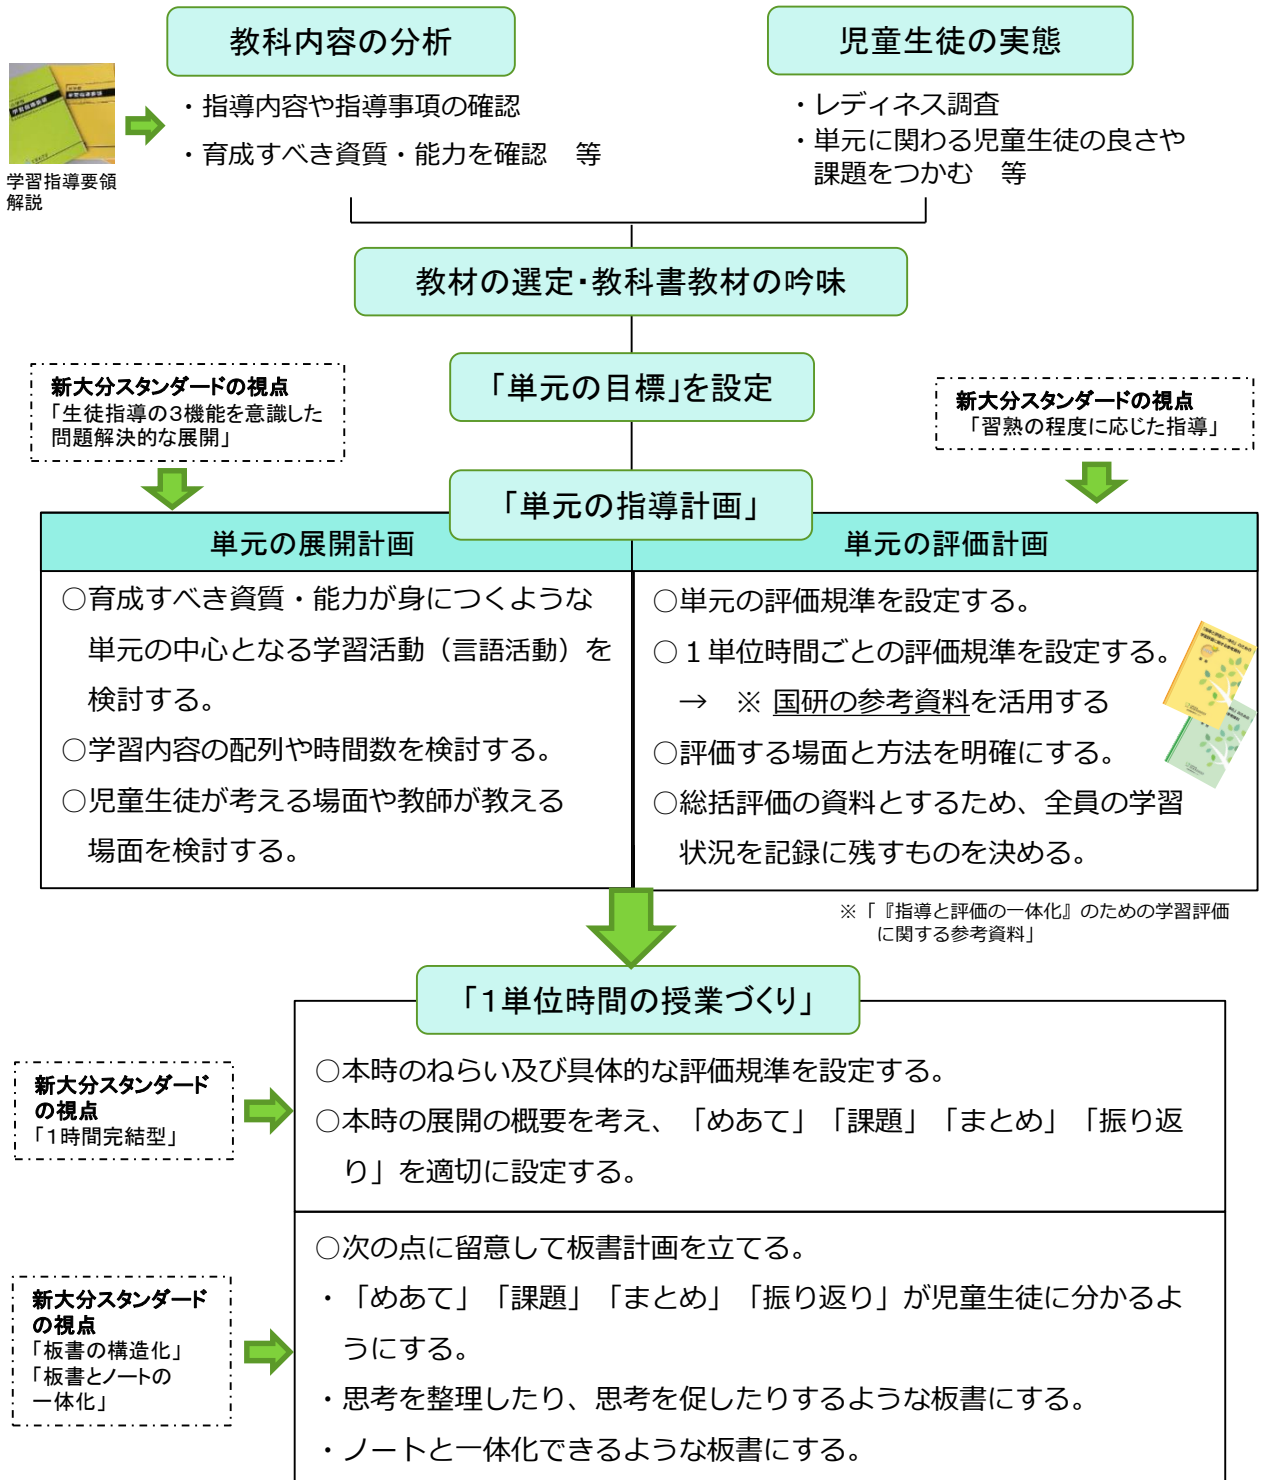 教科内容の分析
児童生徒の実態
学習指導要領
解説
・指導内容や指導事項の確認
・育成すべき資質・能力を確認　等
・レディネス調査
・単元に関わる児童生徒の良さや
課題をつかむ　等
教材の選定・教科書教材の吟味
「単元の目標」を設定
新大分スタンダードの視点
「生徒指導の3機能を意識した
問題解決的な展開」
新大分スタンダードの視点
「習熟の程度に応じた指導」
「単元の指導計画」
単元の展開計画
○育成すべき資質・能力が身につくような
単元の中心となる学習活動（言語活動）を
検討する。
○学習内容の配列や時間数を検討する。
○児童生徒が考える場面や教師が教える
場面を検討する。
単元の評価計画
○単元の評価規準を設定する。
○１単位時間ごとの評価規準を設定する。
→　※ 国研の参考資料を活用する
○評価する場面と方法を明確にする。
○総括評価の資料とするため、全員の学習
状況を記録に残すものを決める。
※「『指導と評価の一体化』のための学習評価
に関する参考資料」
「1単位時間の授業づくり」
新大分スタンダード
の視点
「1時間完結型」
○本時のねらい及び具体的な評価規準を設定する。
○本時の展開の概要を考え、「めあて」「課題」「まとめ」「振り返
り」を適切に設定する。
新大分スタンダード
の視点
「板書の構造化」
「板書とノートの
一体化」
○次の点に留意して板書計画を立てる。
・「めあて」「課題」「まとめ」「振り返り」が児童生徒に分かるよ
うにする。
・思考を整理したり、思考を促したりするような板書にする。
・ノートと一体化できるような板書にする。